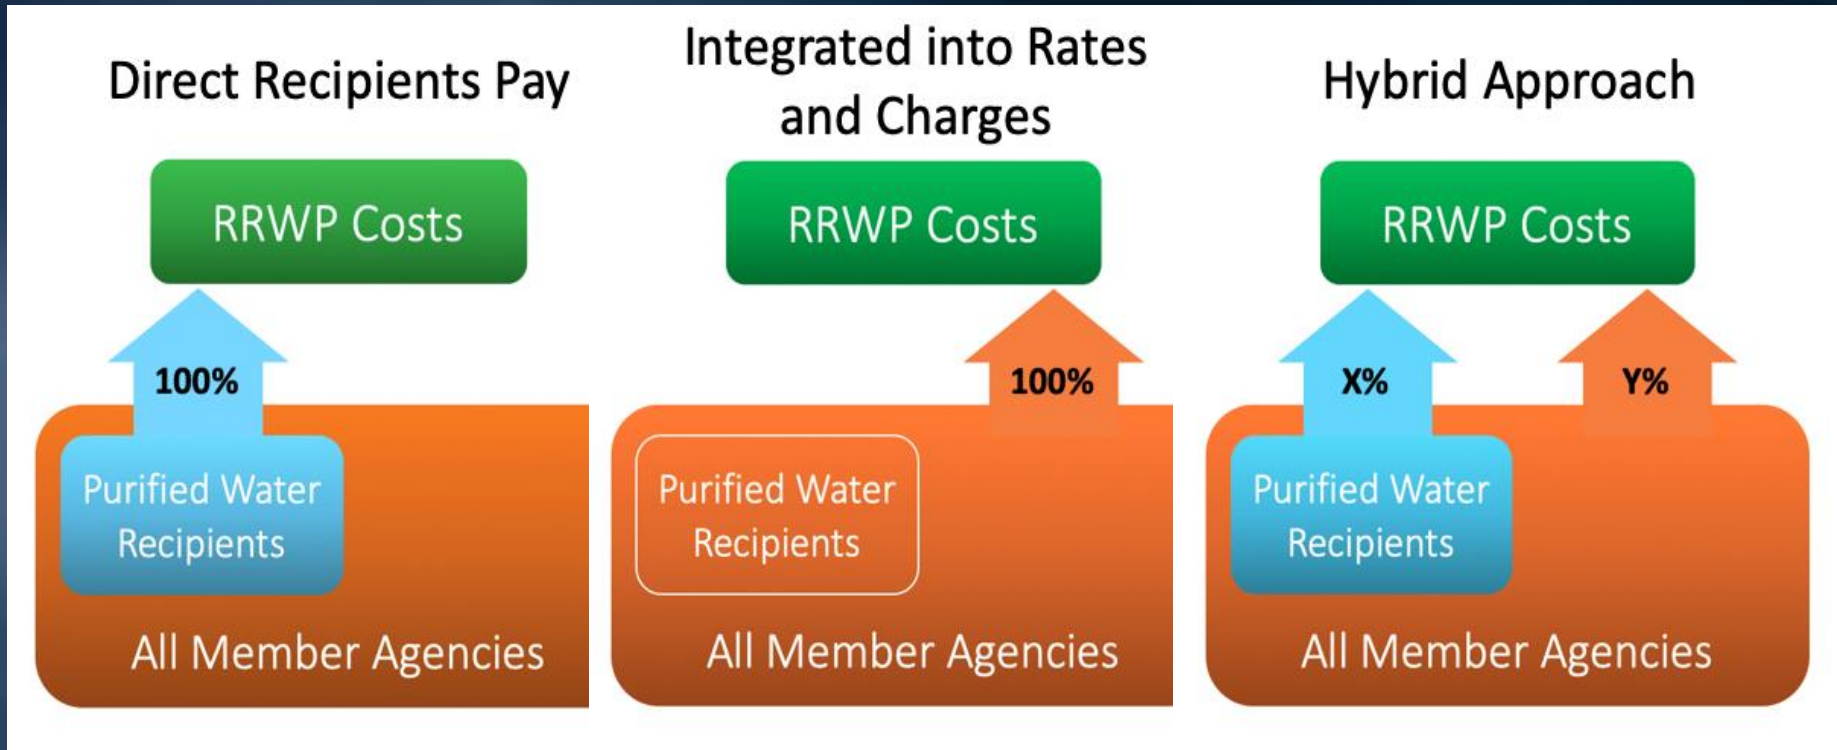 Direct Recipients Pay
RRWP Costs
100%
Purified Water
Recipients
All Member Agencies
Integrated into Rates
and Charges
RRWP Costs
100%
Purified Water
Recipients
All Member Agencies
Hybrid Approach
RRWP Costs
X%
Y%
Purified Water
Recipients
All Member Agencies